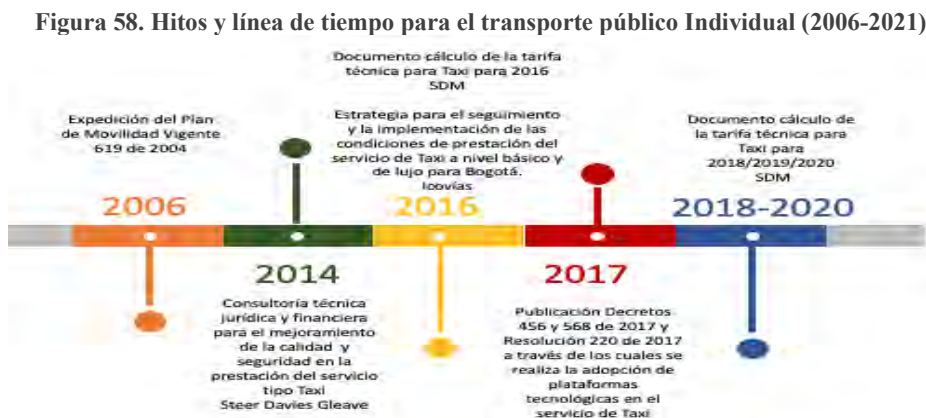 Figura 58. Hitos y línea de tiempo para el transporte público Individual (2006-2021)
Expedición del Plan
de Movilidad Vigente
619 de 2004
2006
2014
Consultoría técnica
jurídica y financiera
para el mejoramiento
de la calidad y
seguridad en la
prestación del servicio
tipo Taxi
Steer Davies Gleave
Documento cálculo de la tarifa
técnica para Taxi para 2016
SDM
Estrategia para el seguimiento
y la implementación de las
condiciones de prestación del
servicio de Taxi a nivel básico y
de lujo para Bogotá.
2016
2017
Publicación Decretos
456 y 568 de 2017 y
Resolución 220 de 2017
a través de los cuales se
realiza la adopción de
plataformas
tecnológicas en el
servicio de Taxi
Documento cálculo de
la tarifa técnica para
Taxi para
2018/2019/2020
SDM
2018-2020